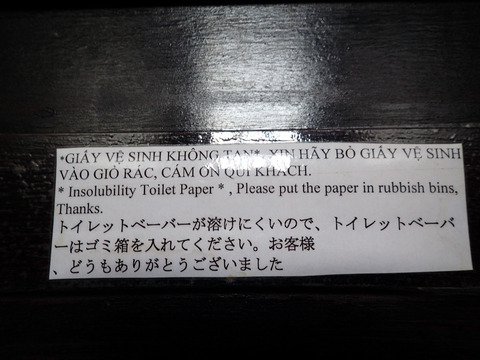 *GIẤY VỆ SINH KHÔNG TAN*, XIN HÃY BỎ GIẤY VỆ SINH
VÀO GIỎ RÁC, CÁM ƠN QUÍ KHÁCH.
* Insolubility Toilet Paper * , Please put the paper in rubbish bins,
Thanks.
トイレットベーバーが溶けにくいので、トイレットベーバ
ーはゴミ箱を入れてください。お客様
、どうもありがとうございました